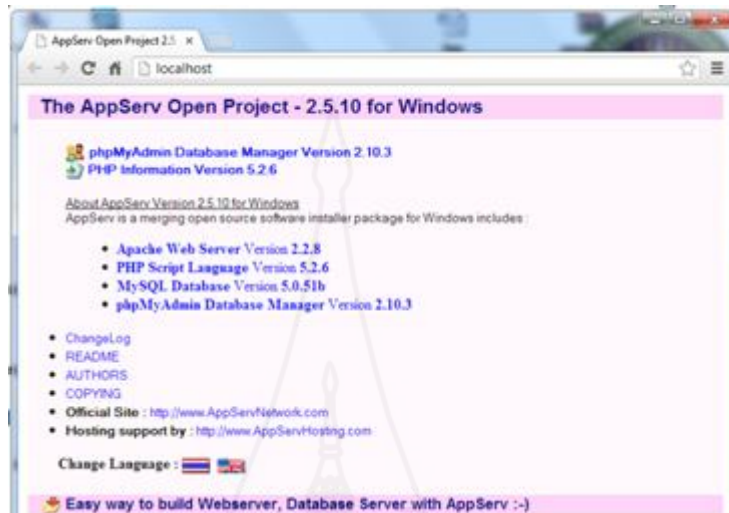 AppServ Open Project 2.5
localhost
The AppServ Open Project - 2.5.10 for Windows
phpMyAdmin Database Manager Version 2.10.3
PHP Information Version 5.2.6
About AppServ Version 2.5.10 for Windows
AppServ is a merging open source software installer package for Windows includes :
Apache Web Server Version 2.2.8
PHP Script Language Version 5.2.6
MySQL Database Version 5.0.51b
phpMyAdmin Database Manager Version 2.10.3
ChangeLog
README
AUTHORS
COPYING
Official Site : http://www.AppServNetwork.com
Hosting support by : http://www.AppServHosting.com
Change Language :
Easy way to build Webserver, Database Server with AppServ :-)